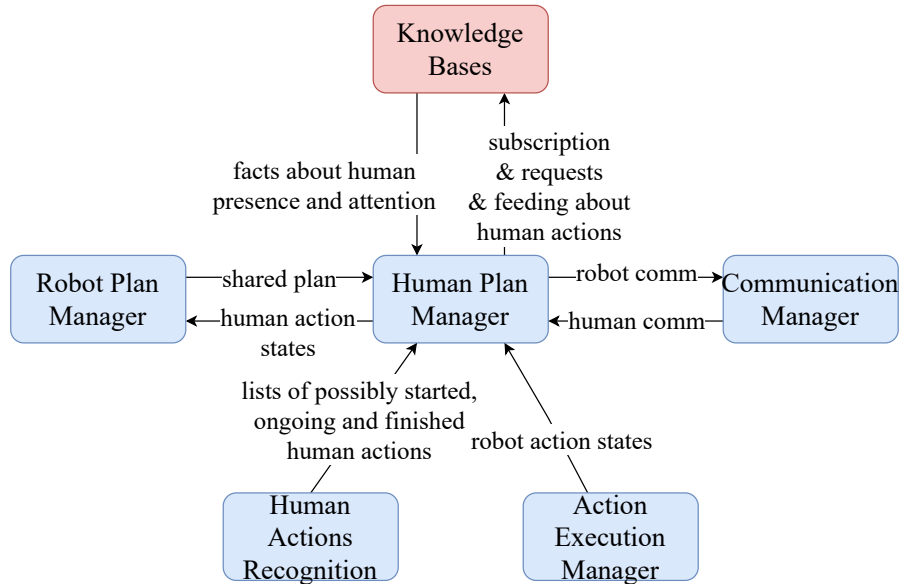 Knowledge
Bases
facts about human
presence and attention
subscription
& requests
& feeding about
human actions
Robot Plan
Manager
shared plan
human action
states
Human Plan
Manager
robot comm
human comm
Communication
Manager
lists of possibly started,
ongoing and finished
human actions
robot action states
Human
Actions
Recognition
Action
Execution
Manager